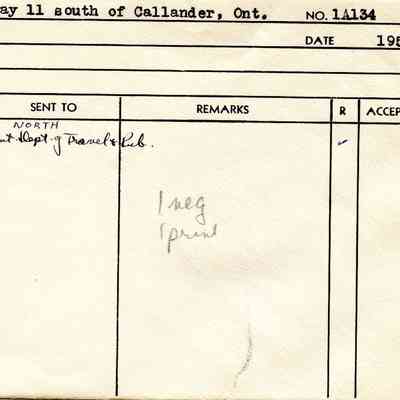 ay 11 south of Callander, Ont. NO. 1A134
DATE 195
SENT TO REMARKS R ACCEP
NORTH
nt. Dept. of Travel & Pub.
1 neg
1 print